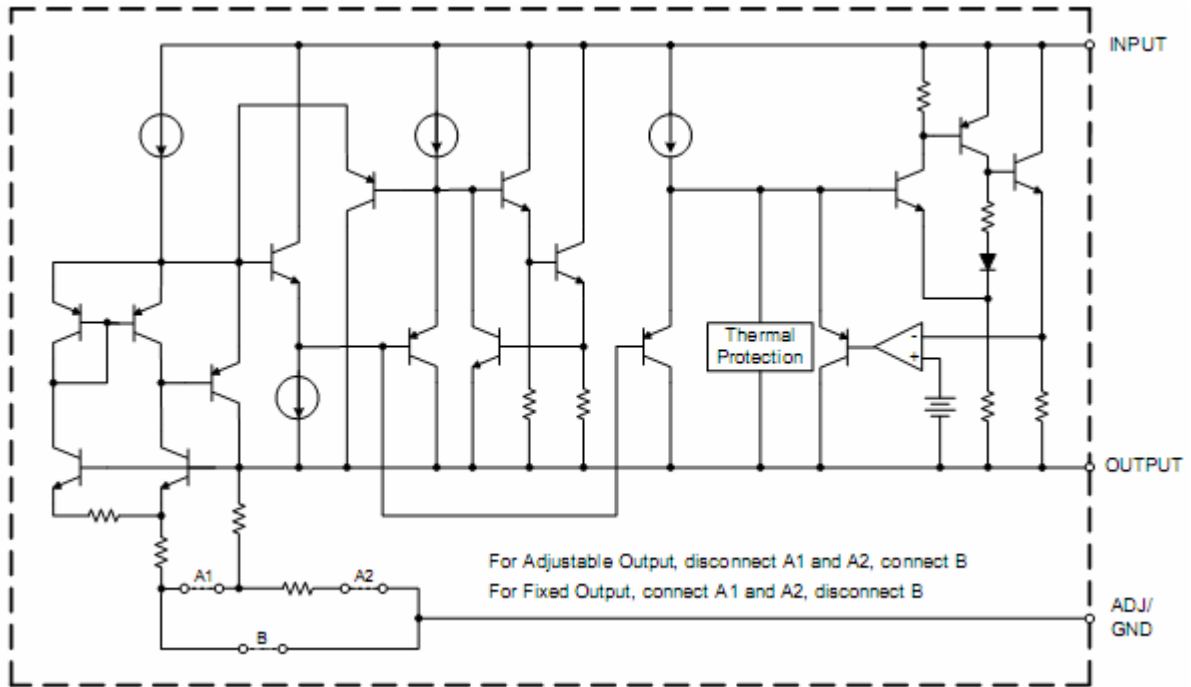 INPUT
Thermal
Protection
-
+
OUTPUT
For Adjustable Output, disconnect A1 and A2, connect B
For Fixed Output, connect A1 and A2, disconnect B
A1
A2
ADJ/
GND
B